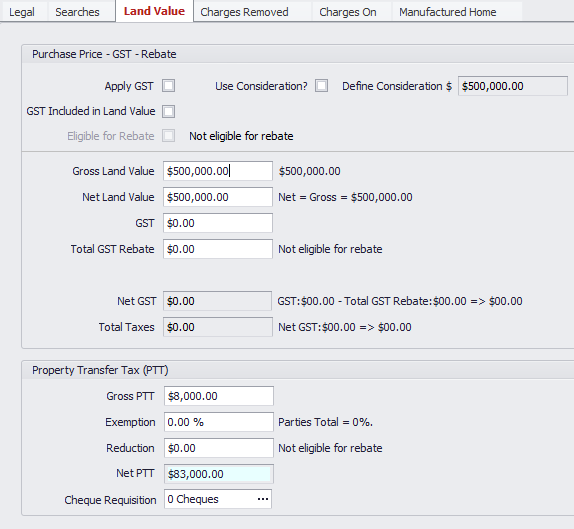 Legal Searches Land Value Charges Removed Charges On Manufactured Home
Purchase Price - GST - Rebate
Apply GST Use Consideration? Define Consideration $ $500,000.00
GST Included in Land Value
Eligible for Rebate Not eligible for rebate
Gross Land Value $500,000.00 $500,000.00
Net Land Value $500,000.00 Net = Gross = $500,000.00
GST $0.00
Total GST Rebate $0.00 Not eligible for rebate
Net GST $0.00 GST:$00.00 - Total GST Rebate:$00.00 => $00.00
Total Taxes $0.00 Net GST:$00.00 => $00.00
Property Transfer Tax (PTT)
Gross PTT $8,000.00
Exemption 0.00 % Parties Total = 0%.
Reduction $0.00 Not eligible for rebate
Net PTT $83,000.00
Cheque Requisition 0 Cheques ...